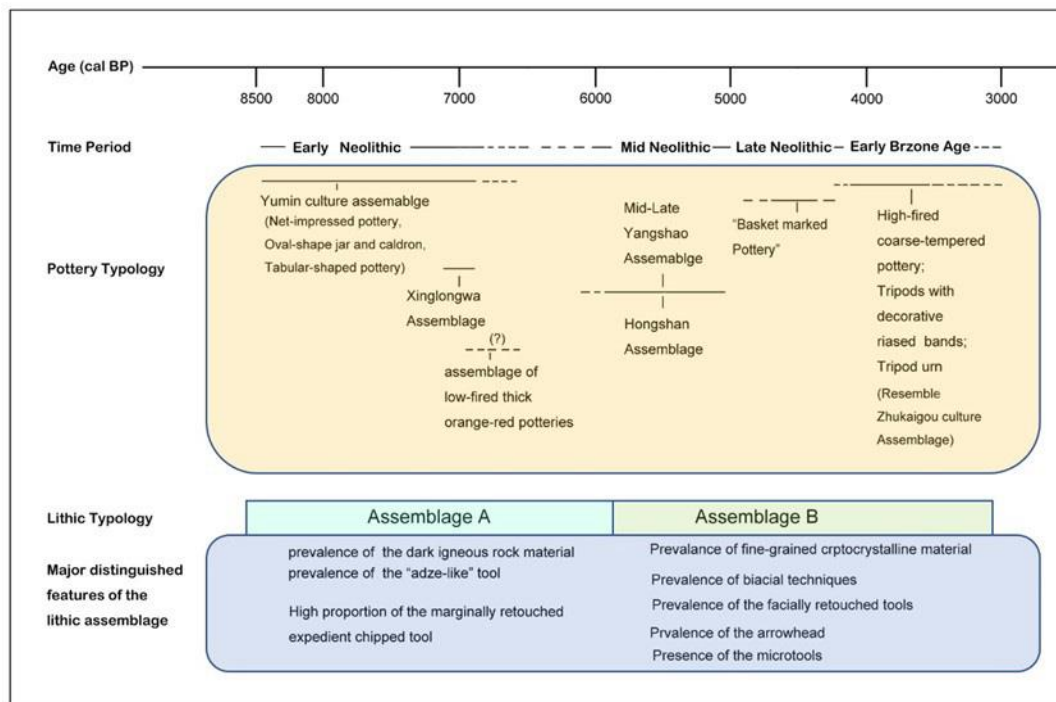 Age (cal BP)
8500 8000 7000 6000 5000 4000 3000
Time Period
Early Neolithic
Mid Neolithic
Late Neolithic
Early Brzone Age
Pottery Typology
Yumin culture assemablge
(Net-impressed pottery,
Oval-shape jar and caldron,
Tabular-shaped pottery)
Xinglongwa
Assemblage
(?)
assemblage of
low-fired thick
orange-red potteries
Mid-Late
Yangshao
Assemablge
Hongshan
Assemblage
"Basket marked
Pottery"
High-fired
coarse-tempered
pottery;
Tripods with
decorative
riased bands;
Tripod urn
(Resemble
Zhukaigou culture
Assemblage)
Lithic Typology
Assemblage A
Assemblage B
Major distinguished
features of the
lithic assemblage
prevalence of the dark igneous rock material
prevalence of the "adze-like" tool
High proportion of the marginally retouched
expedient chipped tool
Prevalance of fine-grained crptocrystalline material
Prevalence of biacial techniques
Prevalence of the facially retouched tools
Prvalence of the arrowhead
Presence of the microtools